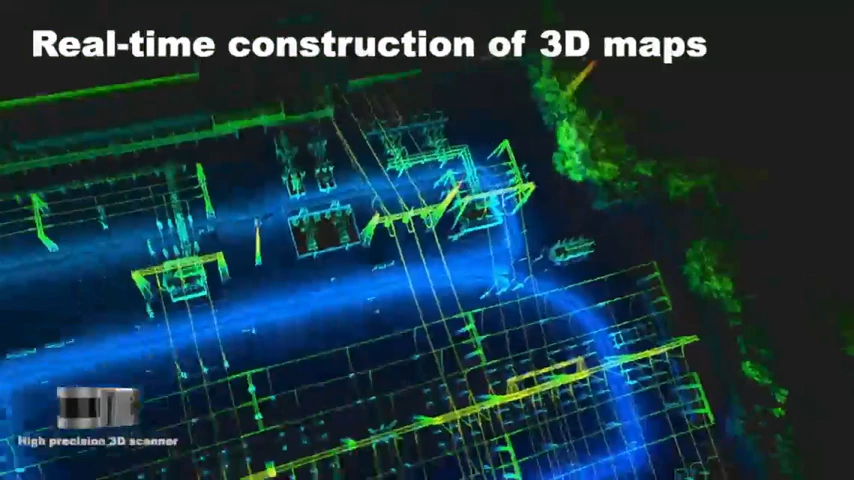 Real-time construction of 3D maps
High precision 3D scanner